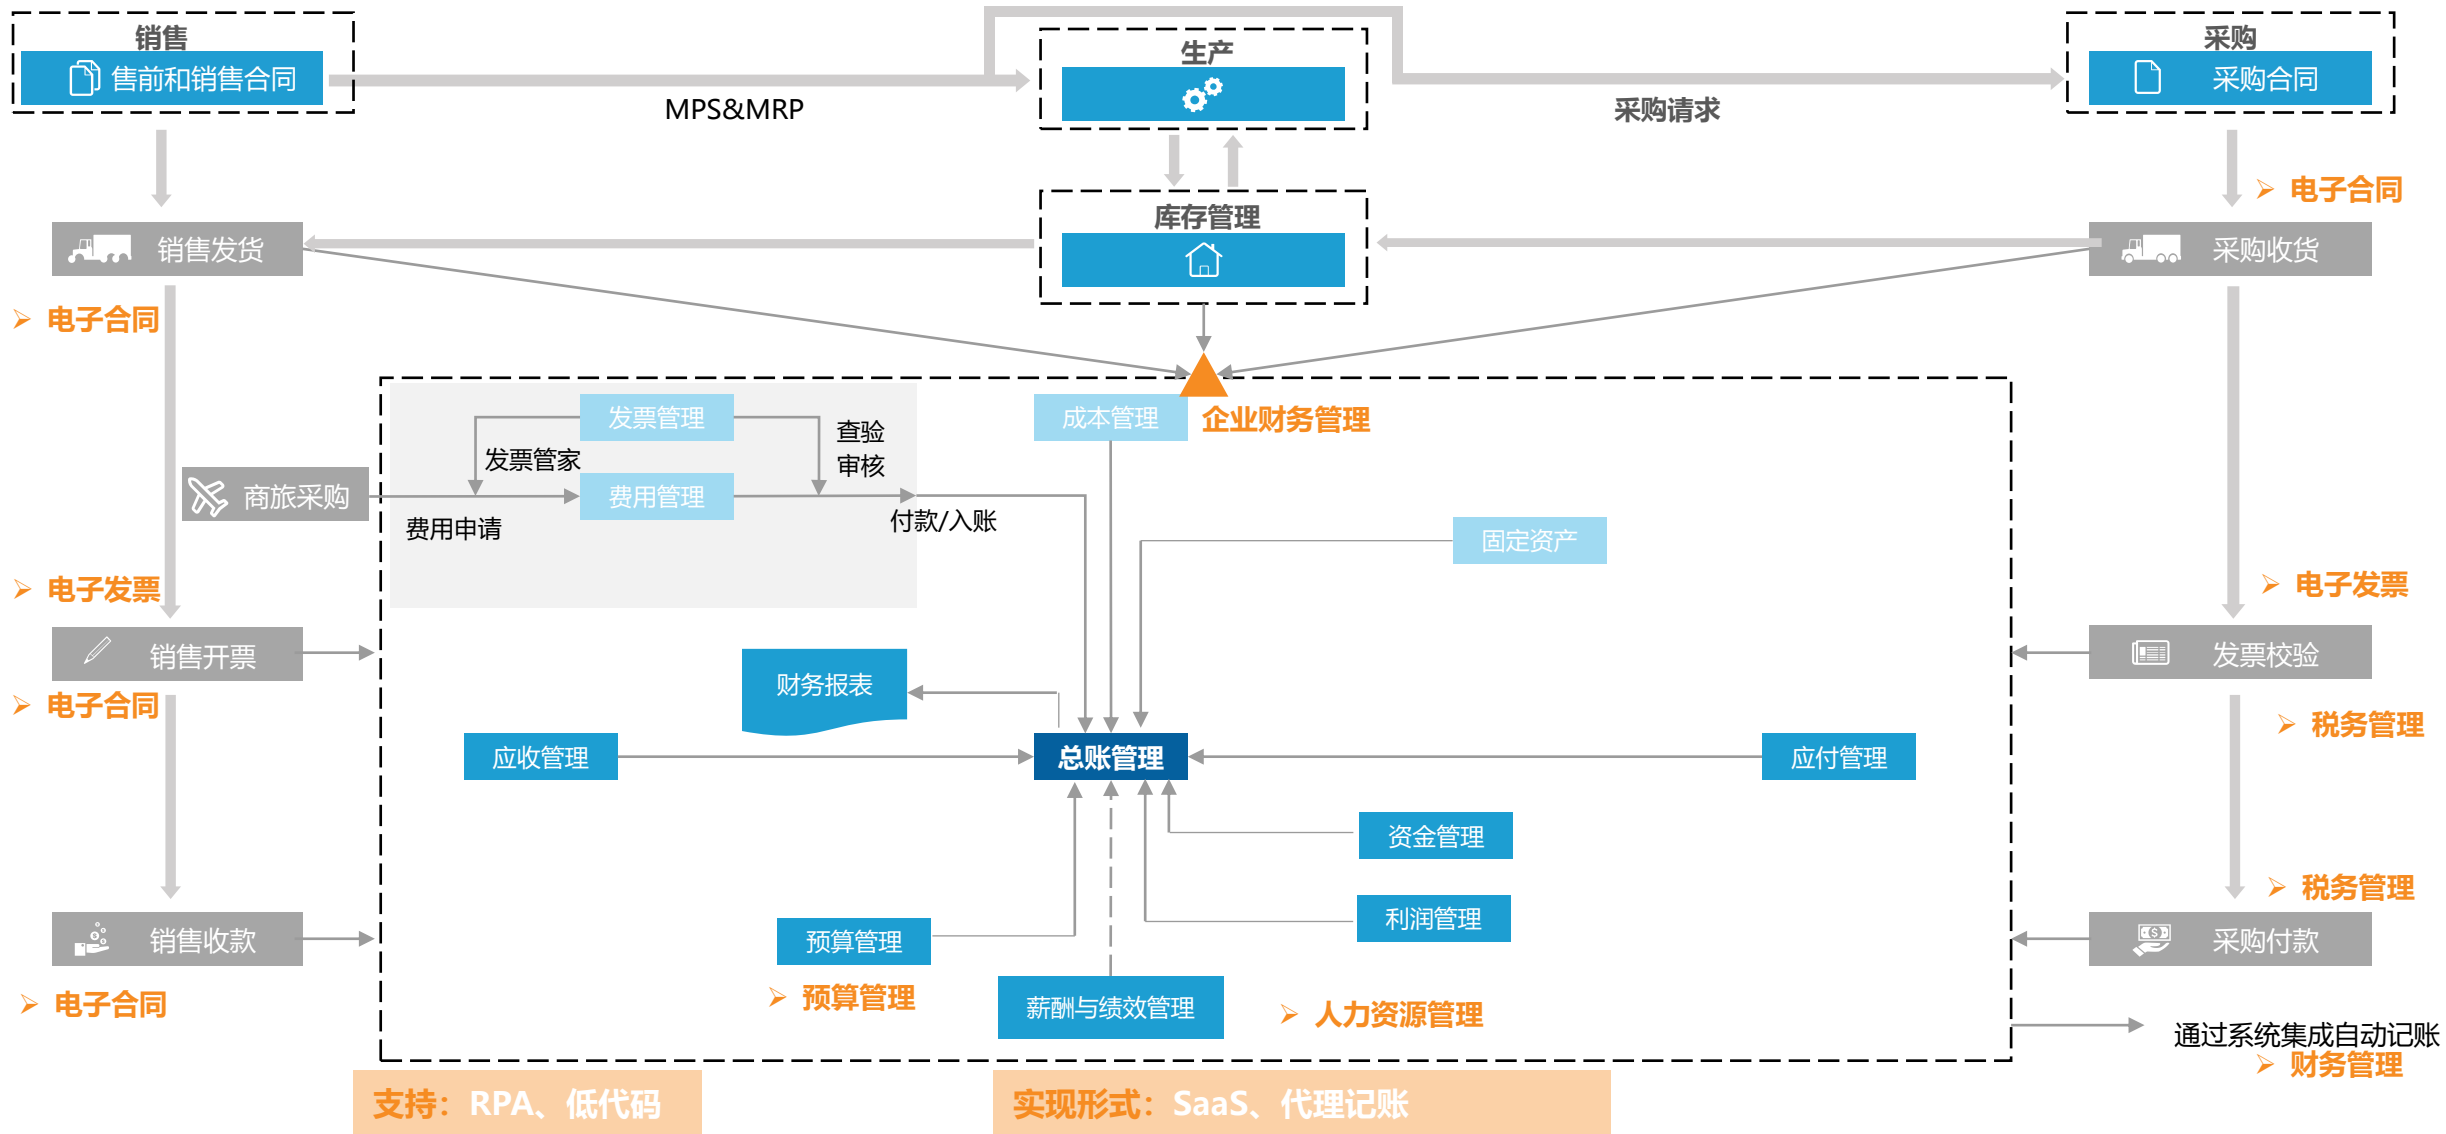 销售
售前和销售合同
MPS&MRP
生产
采购请求
采购
采购合同
➢ 电子合同
库存管理
销售发货
采购收货
➢ 电子合同
发票管理
成本管理
企业财务管理
查验
审核
发票管家
商旅采购
费用管理
费用申请
付款/入账
固定资产
➢ 电子发票
➢ 电子发票
销售开票
发票校验
财务报表
➢ 电子合同
➢ 税务管理
应收管理
总账管理
应付管理
资金管理
➢ 税务管理
利润管理
销售收款
预算管理
采购付款
➢ 电子合同
➢ 预算管理
薪酬与绩效管理
➢ 人力资源管理
通过系统集成自动记账
➢ 财务管理
支持：RPA、低代码
实现形式：SaaS、代理记账